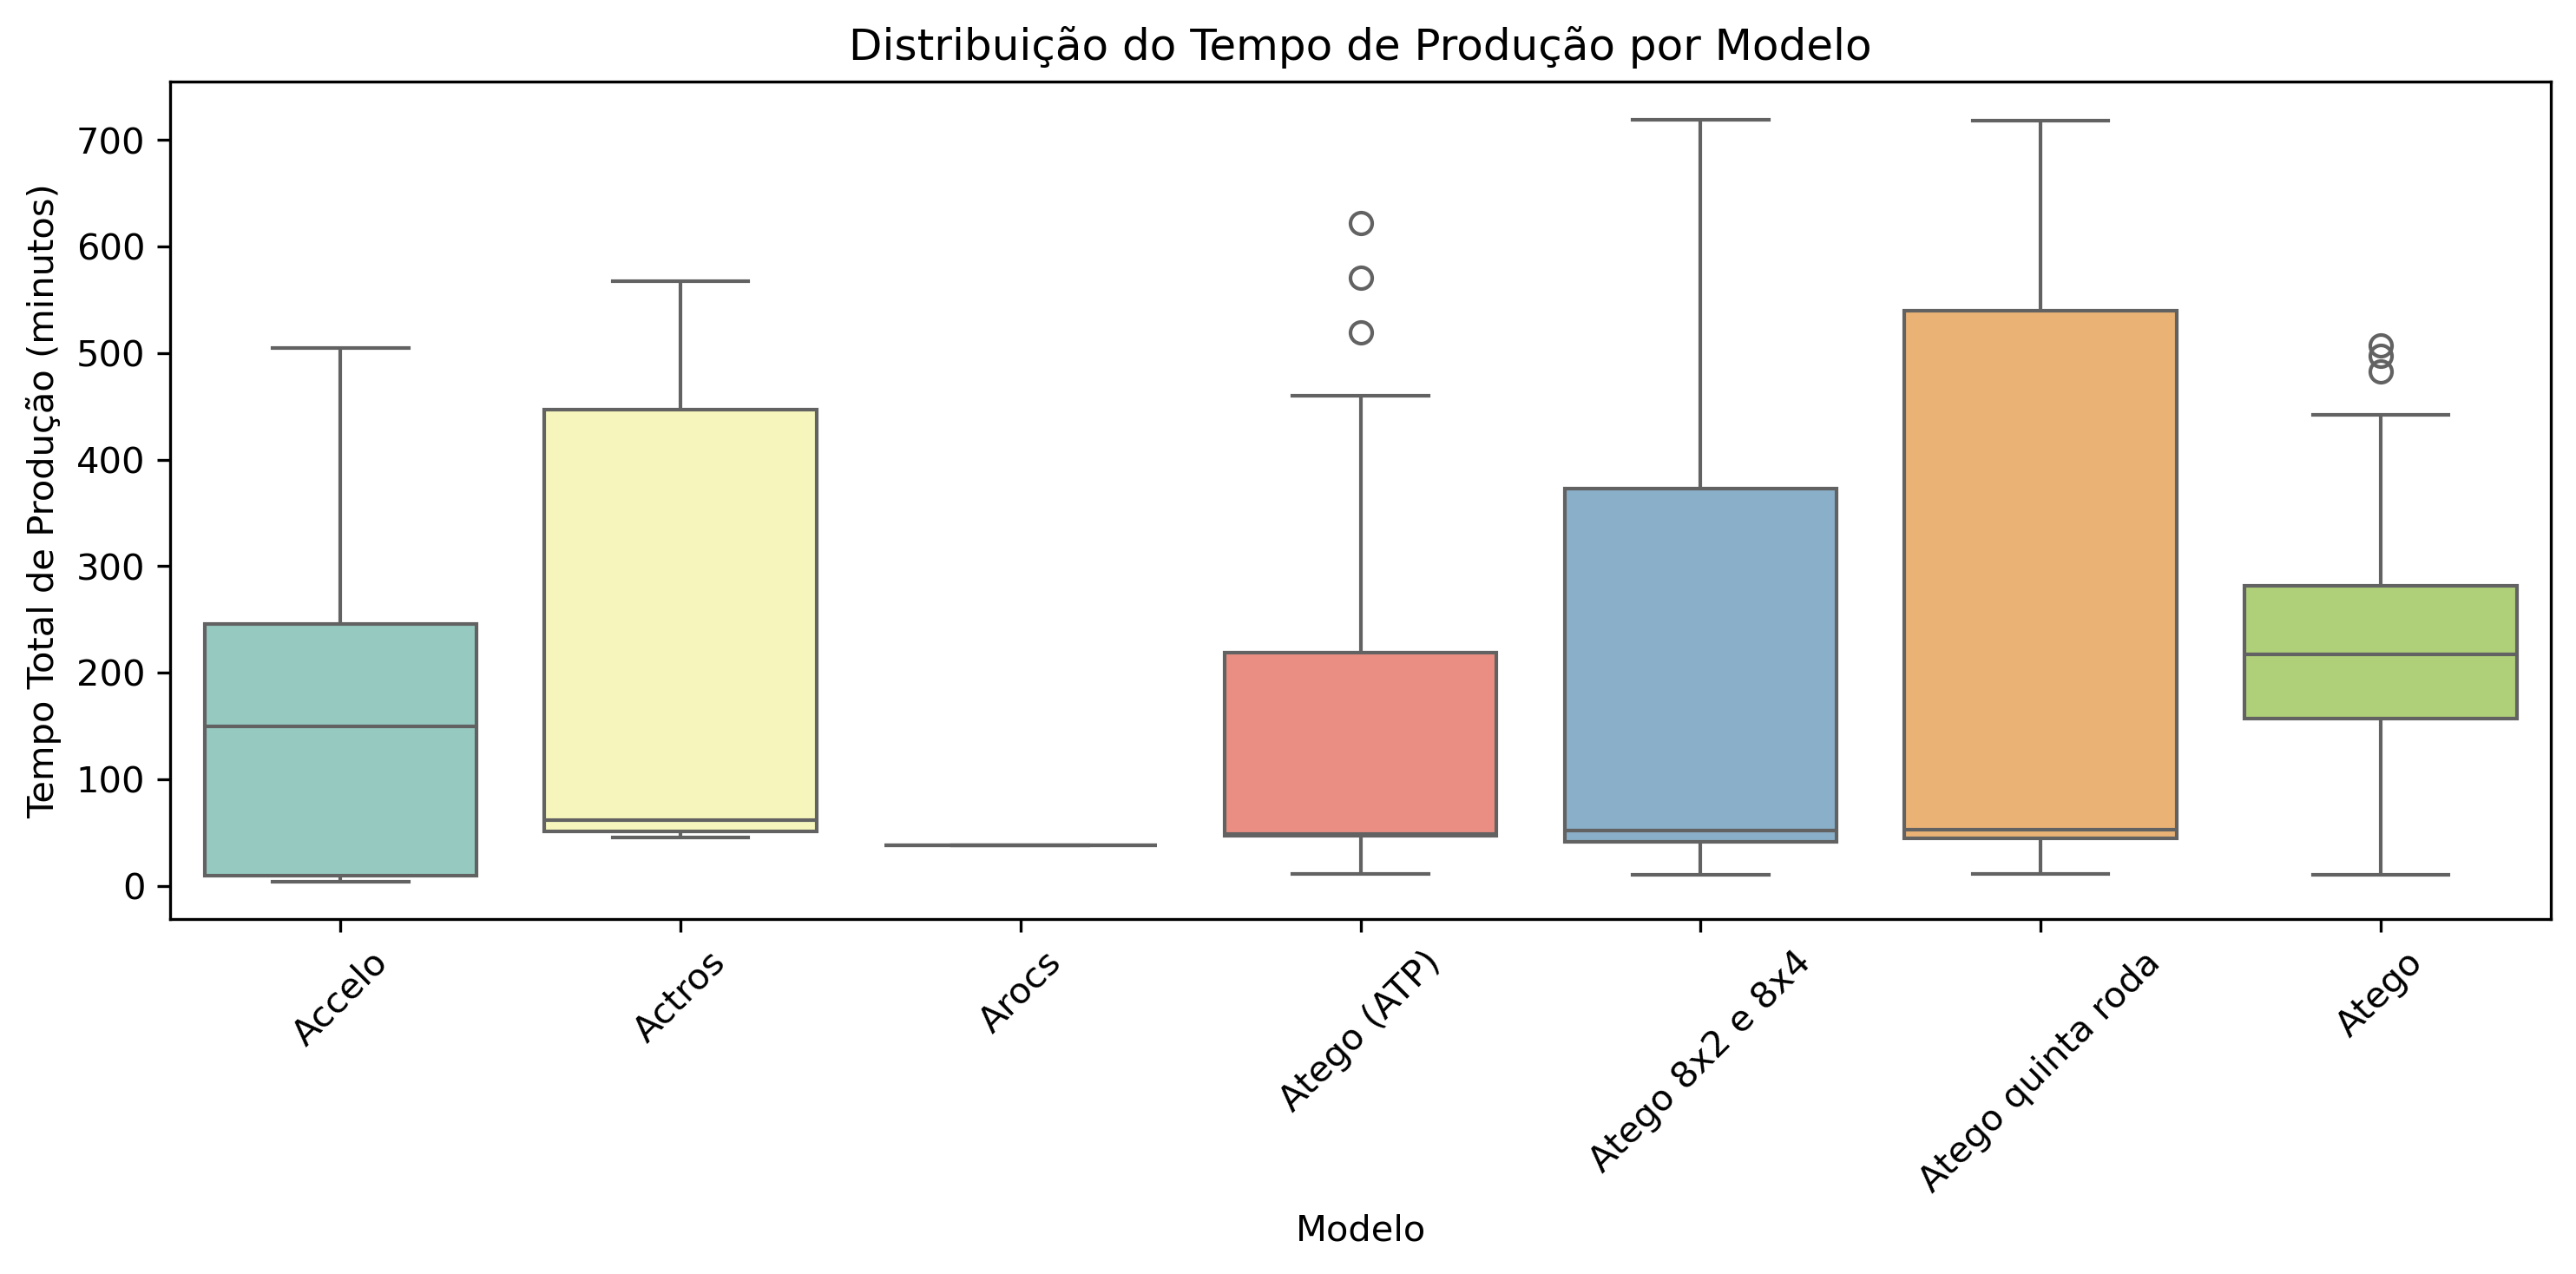 Distribuição do Tempo de Produção por Modelo
Tempo Total de Produção (minutos)
700
600
500
400
300
200
100
0
Accelo
Actros
Arocs
Atego (ATP)
Atego 8x2 e 8x4
Atego quinta roda
Atego
Modelo